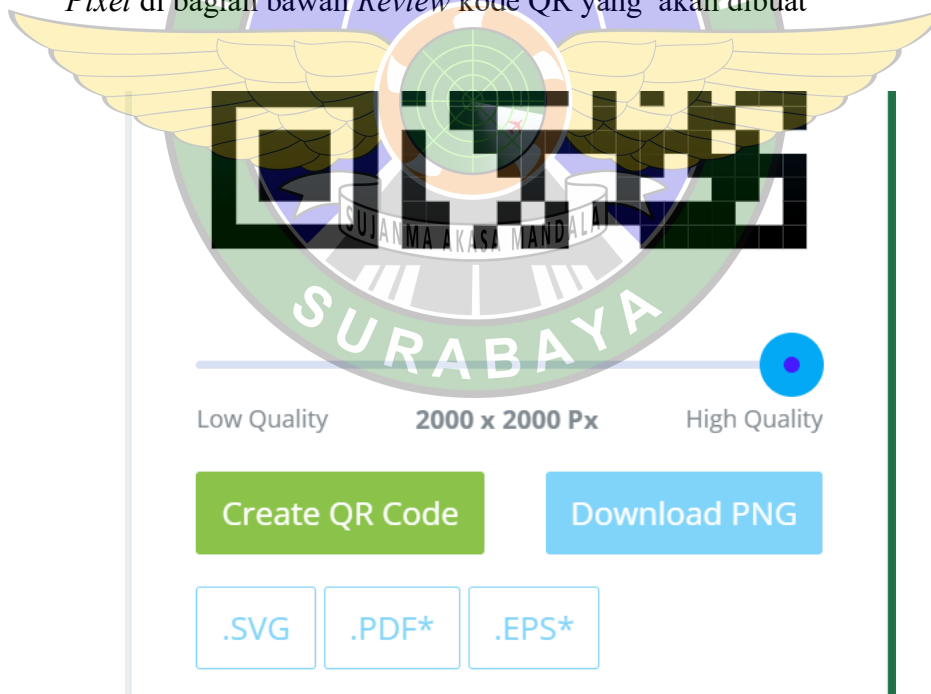 Pixel di bagian bawah Review kode QR yang akan dibuat
SUJANMA AKASA MANDALA
SURABAYA
Low Quality 2000 x 2000 Px High Quality
Create QR Code Download PNG
.SVG .PDF* .EPS*